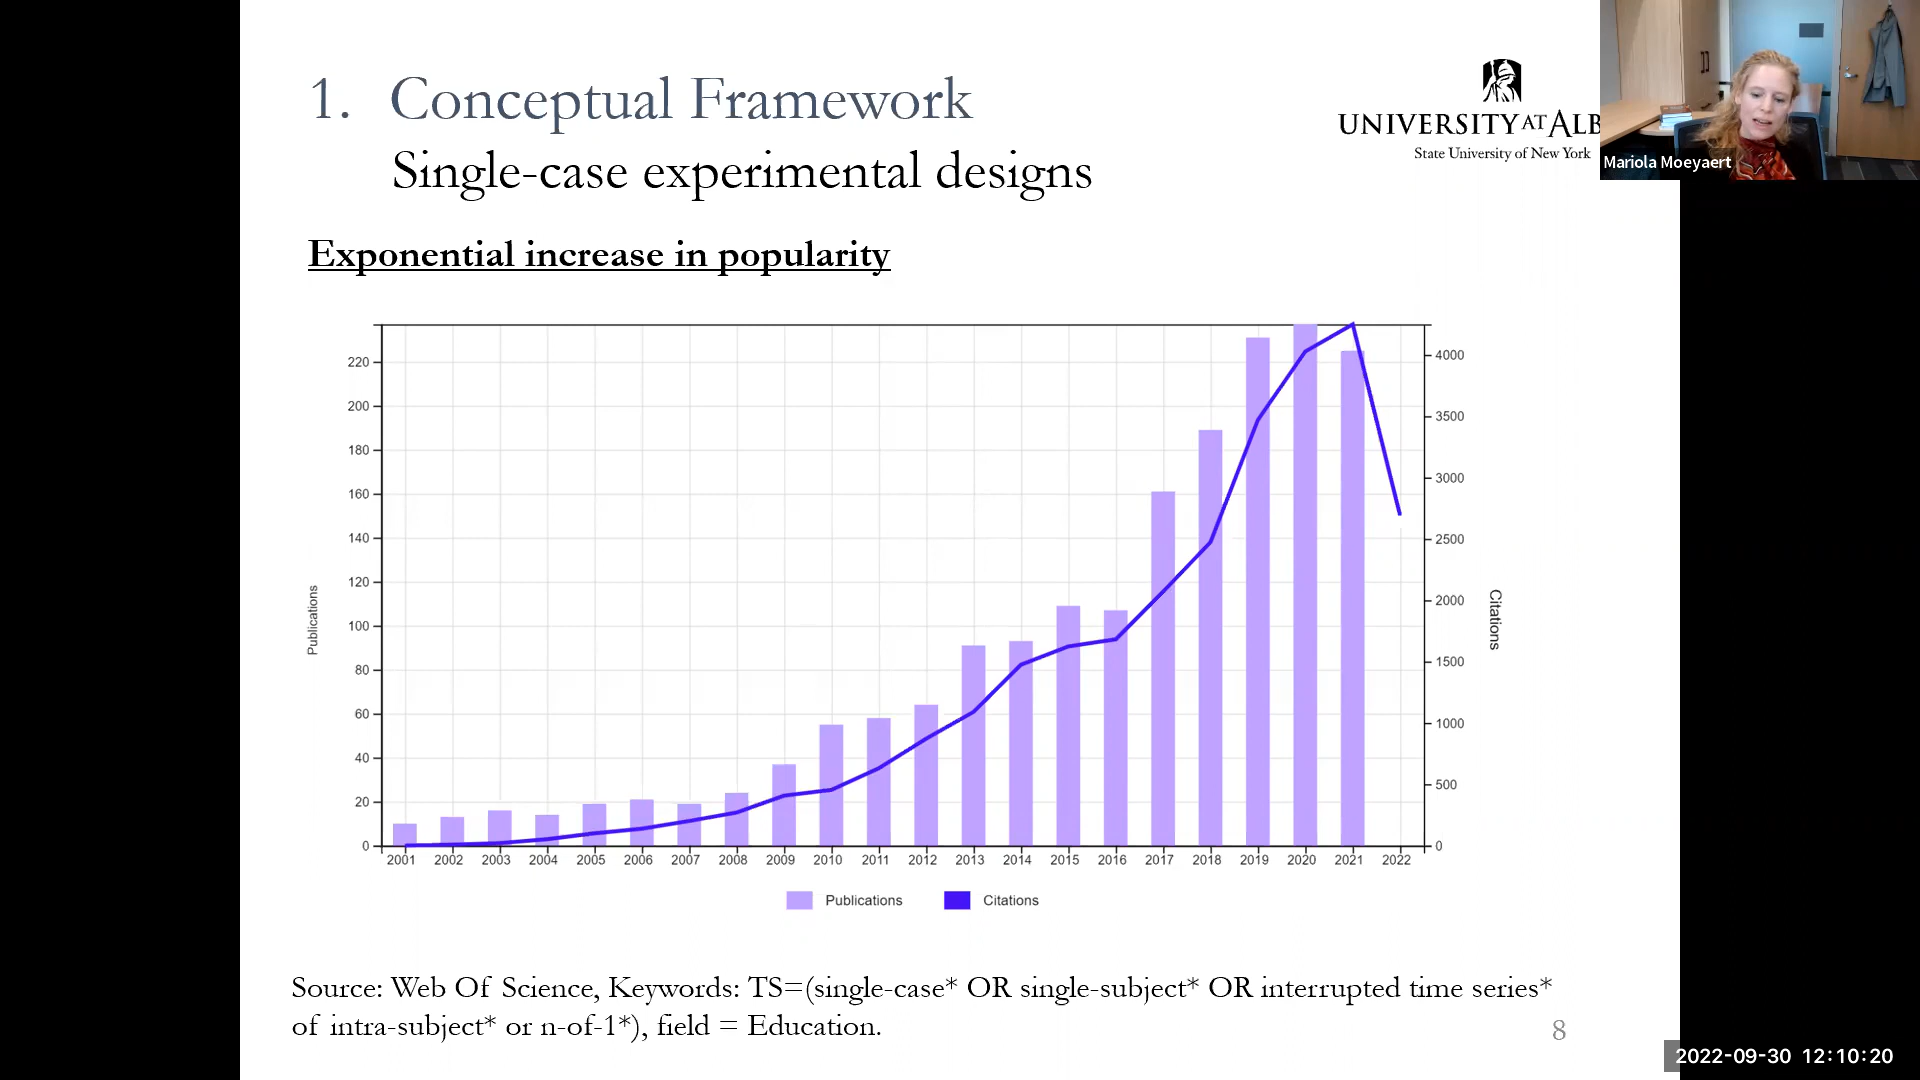 1. Conceptual Framework
Single-case experimental designs
UNIVERSITY AT ALB
State University of New York
Mariola Moeyaert
Exponential increase in popularity
220
200
180
160
140
120
100
80
60
40
20
0
Publications
4000
3500
3000
2500
2000
1500
1000
500
0
Citations
2001 2002 2003 2004 2005 2006 2007 2008 2009 2010 2011 2012 2013 2014 2015 2016 2017 2018 2019 2020 2021 2022
Publications Citations
Source: Web Of Science, Keywords: TS=(single-case* OR single-subject* OR interrupted time series*
of intra-subject* or n-of-1*), field = Education.
8
2022-09-30 12:10:20